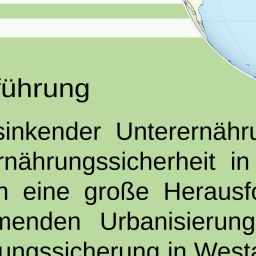 führung
sinkender Unterernähru
rnährungssicherheit in
n eine große Herausfo
menden Urbanisierung
ungssicherung in Westa